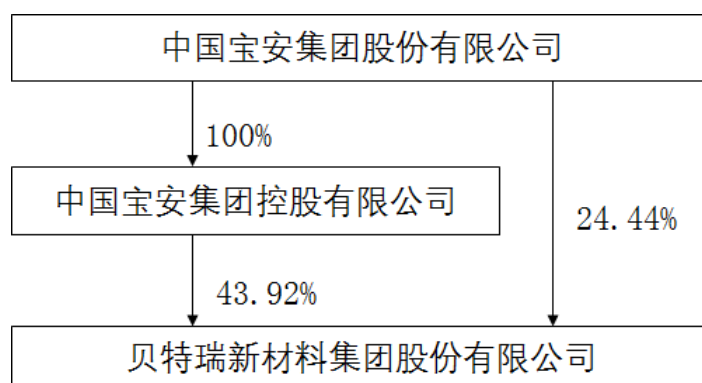 中国宝安集团股份有限公司
100%
中国宝安集团控股有限公司
24.44%
43.92%
贝特瑞新材料集团股份有限公司